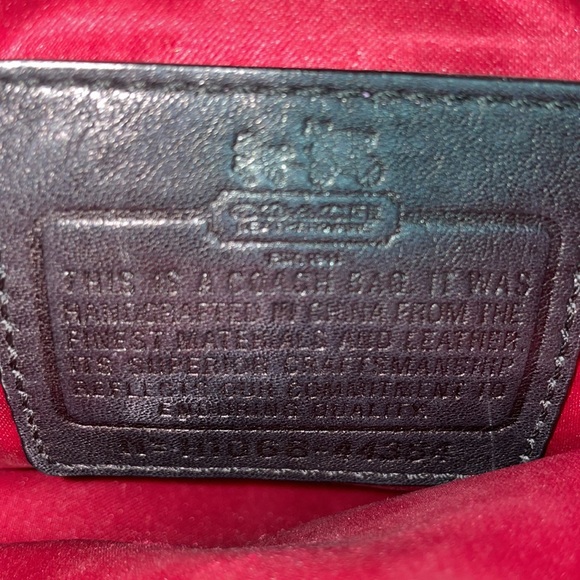 COACH
THIS IS A COACH BAG. IT WAS
HANDCRAFTED IN CHINA FROM THE
FINEST MATERIALS AND LEATHER
ITS SUPERIOR CRAFTSMANSHIP
REFLECTS OUR COMMITMENT TO
ENDURING QUALITY.